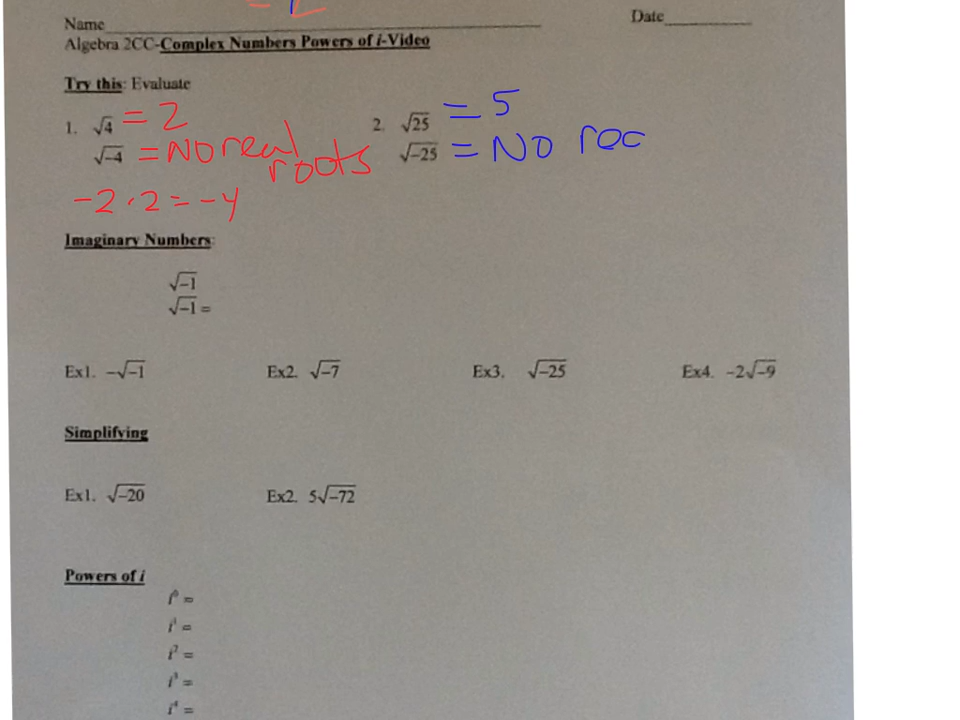 Name Date
Algebra 2CC-Complex Numbers Powers of i-Video
Try this: Evaluate
1. √4 = 2 2. √25 = 5
√-4 = No real roots √-25 = No rea
-2 · 2 = -4
Imaginary Numbers:
√-1
√-1 =
Ex1. -√-1 Ex2. √-7 Ex3. √-25 Ex4. -2√-9
Simplifying
Ex1. √-20 Ex2. 5√-72
Powers of i
i⁰ =
i¹ =
i² =
i³ =
i⁴ =